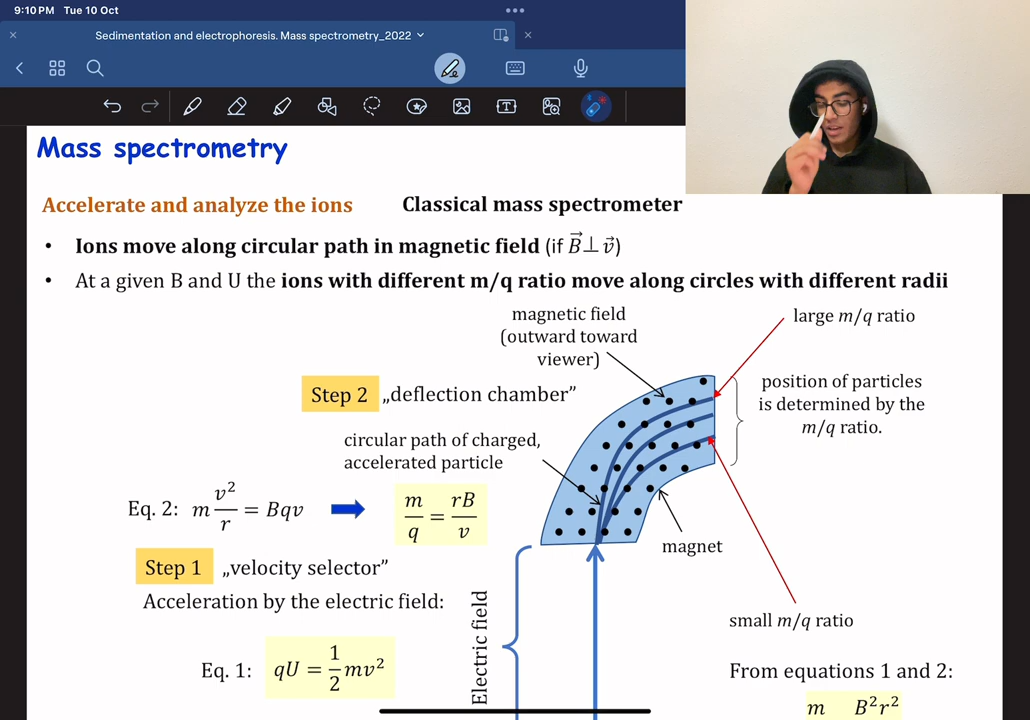 9:10 PM Tue 10 Oct
Sedimentation and electrophoresis. Mass spectrometry_2022
Mass spectrometry
Accelerate and analyze the ions
Classical mass spectrometer
• Ions move along circular path in magnetic field (if B⃗ ⊥ v⃗)
• At a given B and U the ions with different m/q ratio move along circles with different radii
magnetic field
(outward toward
viewer)
large m/q ratio
Step 2 „deflection chamber”
position of particles
is determined by the
m/q ratio.
circular path of charged,
accelerated particle
Eq. 2: m v²/r = Bqv
m/q = rB/v
magnet
Step 1 „velocity selector”
Acceleration by the electric field:
Electric field
small m/q ratio
Eq. 1: qU = 1/2 mv²
From equations 1 and 2:
m B²r²